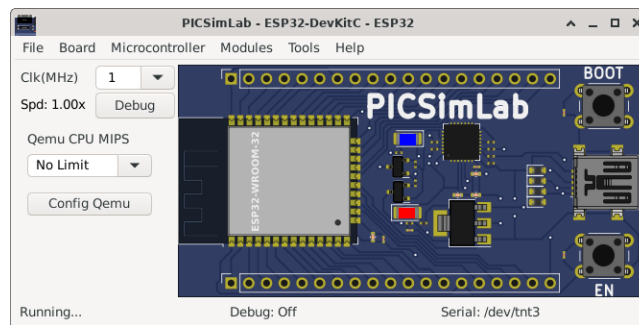 PICSimLab - ESP32-DevKitC - ESP32
File Board Microcontroller Modules Tools Help
Clk(MHz) 1
Spd: 1.00x Debug
Qemu CPU MIPS
No Limit
Config Qemu
BOOT
PICSimLab
ESP32-WROOM-32
EN
Running... Debug: Off Serial: /dev/tnt3